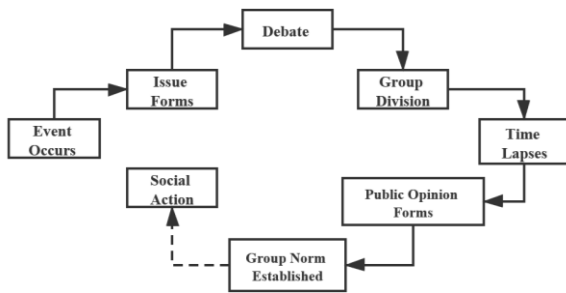 Event
Occurs
Issue
Forms
Debate
Group
Division
Time
Lapses
Public Opinion
Forms
Group Norm
Established
Social
Action